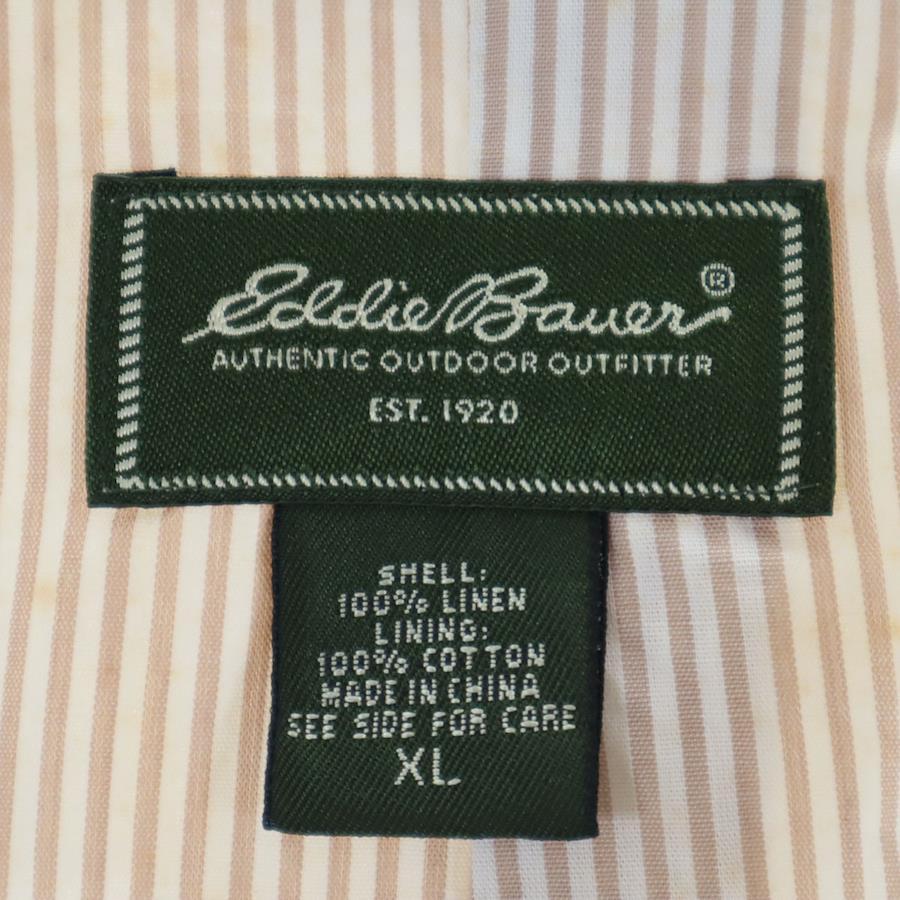 Eddie Bauer®
AUTHENTIC OUTDOOR OUTFITTER
EST. 1920
SHELL:
100% LINEN
LINING:
100% COTTON
MADE IN CHINA
SEE SIDE FOR CARE
XL